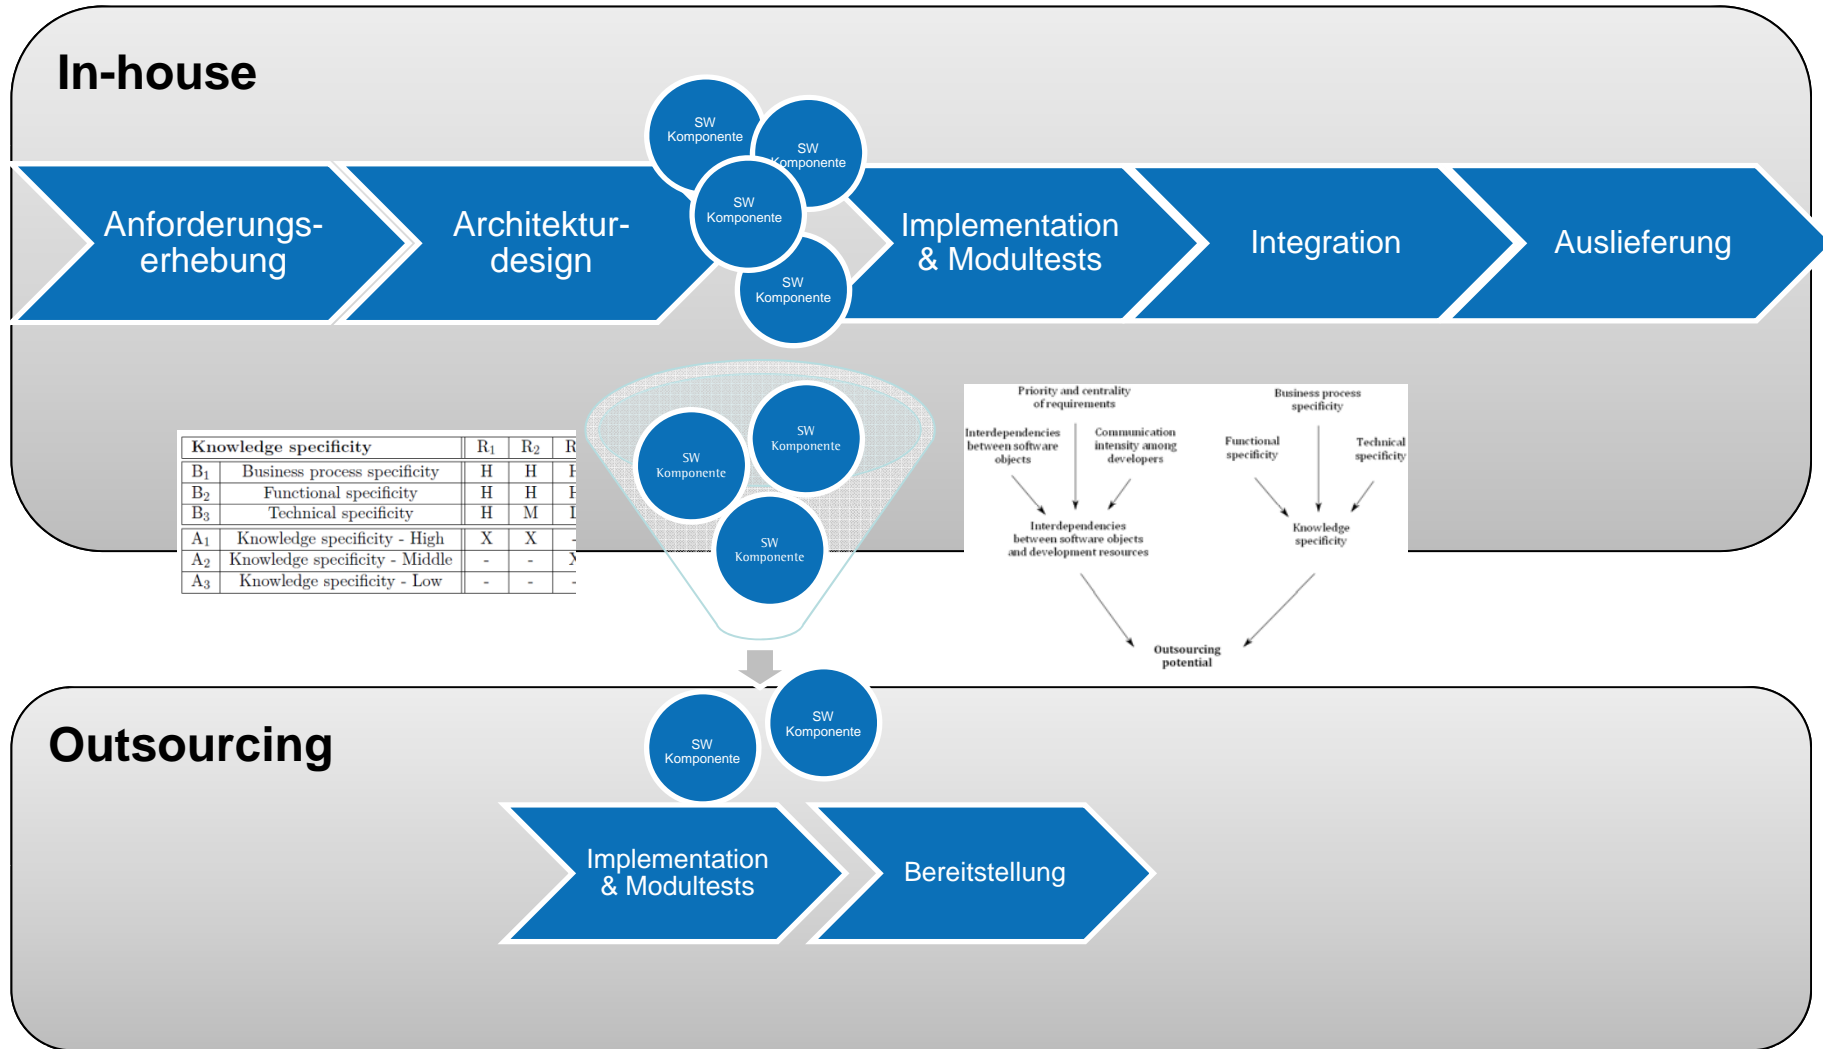 In-house
SW
Komponente
SW
Komponente
SW
Komponente
SW
Komponente
Anforderungs-
erhebung
Architektur-
design
Implementation
& Modultests
Integration
Auslieferung
Knowledge specificity R1 R2 R
B1 Business process specificity H H
B2 Functional specificity H H
B3 Technical specificity H M
A1 Knowledge specificity - High X X -
A2 Knowledge specificity - Middle - -
A3 Knowledge specificity - Low - - -
SW
Komponente
SW
Komponente
SW
Komponente
Priority and centrality
of requirements
Interdependencies
between software
objects
Communication
intensity among
developers
Interdependencies
between software objects
and development resources
Business process
specificity
Functional
specificity
Technical
specificity
Knowledge
specificity
Outsourcing
potential
Outsourcing
SW
Komponente
SW
Komponente
Implementation
& Modultests
Bereitstellung